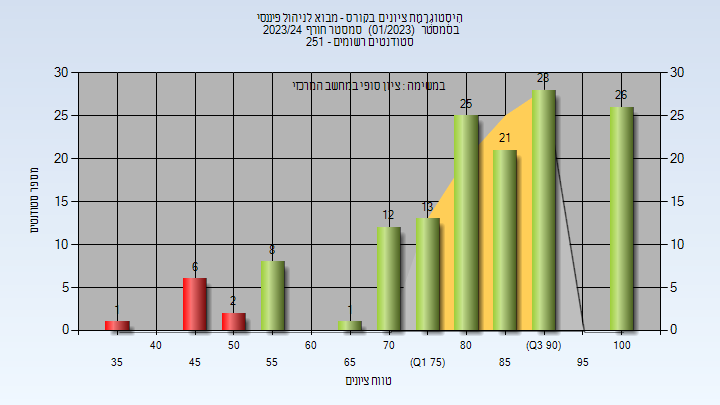 היסטוגרמת ציונים בקורס - מבוא לניהול פיננסי
בסמסטר (01/2023) סמסטר חורף 2023/24
סטודנטים רשומים - 251
במשימה : ציון סופי במחשב המרכזי
מספר סטודנטים
30 30
25 25
20 20
15 15
10 10
5 5
0 0
1 6 2 8 1 12 13 25 21 28 26
40 50 60 70 80 (Q3 90) 100
35 45 55 65 (Q1 75) 85 95
טווח ציונים